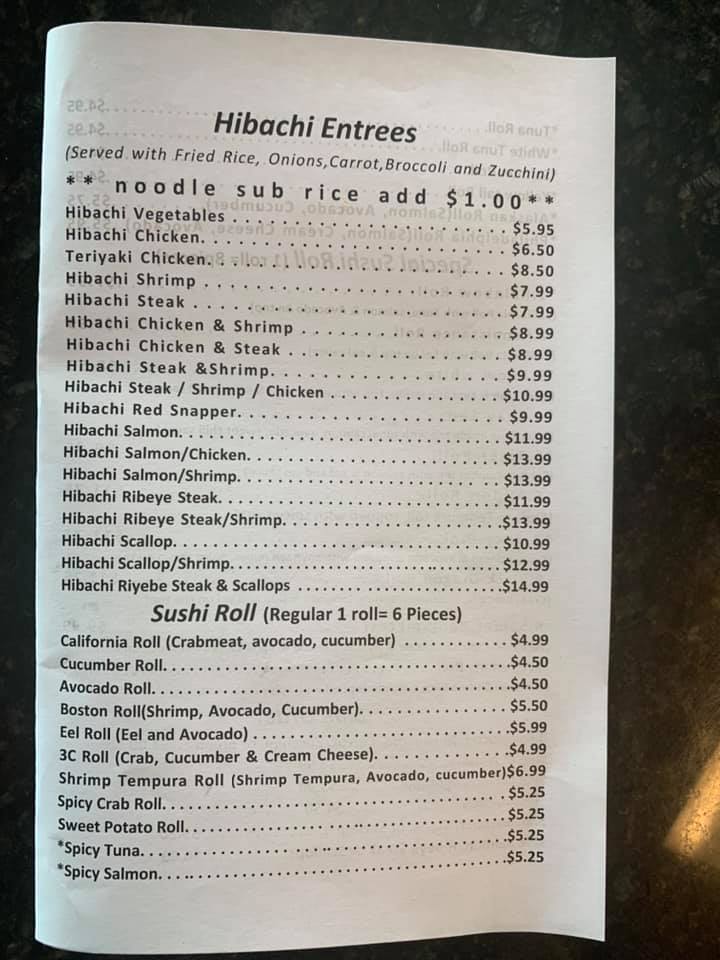 Hibachi Entrees
(Served with Fried Rice, Onions,Carrot,Broccoli and Zucchini)
** noodle sub rice add $1.00**
Hibachi Vegetables . . . . . . . . . . . . . . . . . . . . . . . . $5.95
Hibachi Chicken. . . . . . . . . . . . . . . . . . . . . . . . . . $6.50
Teriyaki Chicken. . . . . . . . . . . . . . . . . . . . . . . . . . $8.50
Hibachi Shrimp . . . . . . . . . . . . . . . . . . . . . . . . . . $7.99
Hibachi Steak . . . . . . . . . . . . . . . . . . . . . . . . . . . $7.99
Hibachi Chicken & Shrimp . . . . . . . . . . . . . . . . . $8.99
Hibachi Chicken & Steak . . . . . . . . . . . . . . . . . . $8.99
Hibachi Steak &Shrimp. . . . . . . . . . . . . . . . . . . . $9.99
Hibachi Steak / Shrimp / Chicken . . . . . . . . . . . . . . $10.99
Hibachi Red Snapper. . . . . . . . . . . . . . . . . . . . . . . $9.99
Hibachi Salmon. . . . . . . . . . . . . . . . . . . . . . . . . . . . $11.99
Hibachi Salmon/Chicken. . . . . . . . . . . . . . . . . . . . . $13.99
Hibachi Salmon/Shrimp. . . . . . . . . . . . . . . . . . . . . . $13.99
Hibachi Ribeye Steak. . . . . . . . . . . . . . . . . . . . . . . . $11.99
Hibachi Ribeye Steak/Shrimp. . . . . . . . . . . . . . . . . .$13.99
Hibachi Scallop. . . . . . . . . . . . . . . . . . . . . . . . . . . . . $10.99
Hibachi Scallop/Shrimp. . . . . . . . . . . . . . . . . . . . . . . $12.99
Hibachi Riyebe Steak & Scallops . . . . . . . . . . . . . . . . .$14.99
Sushi Roll (Regular 1 roll= 6 Pieces)
California Roll (Crabmeat, avocado, cucumber) . . . . . . . . . . $4.99
Cucumber Roll. . . . . . . . . . . . . . . . . . . . . . . . . . . . . .$4.50
Avocado Roll. . . . . . . . . . . . . . . . . . . . . . . . . . . . . . .$4.50
Boston Roll(Shrimp, Avocado, Cucumber). . . . . . . . . . . . . $5.50
Eel Roll (Eel and Avocado) . . . . . . . . . . . . . . . . . . . . . .$5.99
3C Roll (Crab, Cucumber & Cream Cheese). . . . . . . . . . . .$4.99
Shrimp Tempura Roll (Shrimp Tempura, Avocado, cucumber)$6.99
Spicy Crab Roll. . . . . . . . . . . . . . . . . . . . . . . . . . . . . . $5.25
Sweet Potato Roll. . . . . . . . . . . . . . . . . . . . . . . . . . . . $5.25
*Spicy Tuna. . . . . . . . . . . . . . . . . . . . . . . . . . . . . . . .$5.25
*Spicy Salmon. . . . . . . . . . . . . . . . . . . . . . . . . . . . . .$5.25